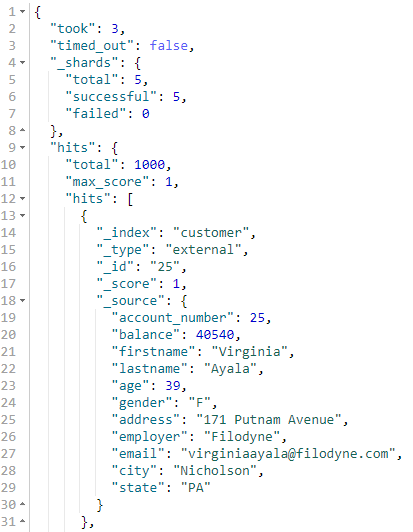 1 {
2 "took": 3,
3 "timed_out": false,
4 "_shards": {
5 "total": 5,
6 "successful": 5,
7 "failed": 0
8 },
9 "hits": {
10 "total": 1000,
11 "max_score": 1,
12 "hits": [
13 {
14 "_index": "customer",
15 "_type": "external",
16 "_id": "25",
17 "_score": 1,
18 "_source": {
19 "account_number": 25,
20 "balance": 40540,
21 "firstname": "Virginia",
22 "lastname": "Ayala",
23 "age": 39,
24 "gender": "F",
25 "address": "171 Putnam Avenue",
26 "employer": "Filodyne",
27 "email": "virginiaayala@filodyne.com",
28 "city": "Nicholson",
29 "state": "PA"
30 }
31 },